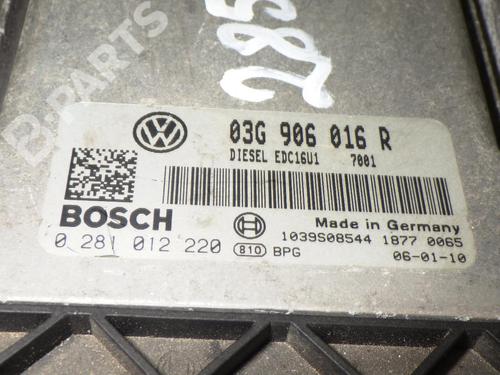 B-PARTS
285
03G 906 016 R
DIESEL EDC16U1 7001
BOSCH
Made in Germany
0 281 012 220
810
BPG
1039S08544 1877 0065
06-01-10